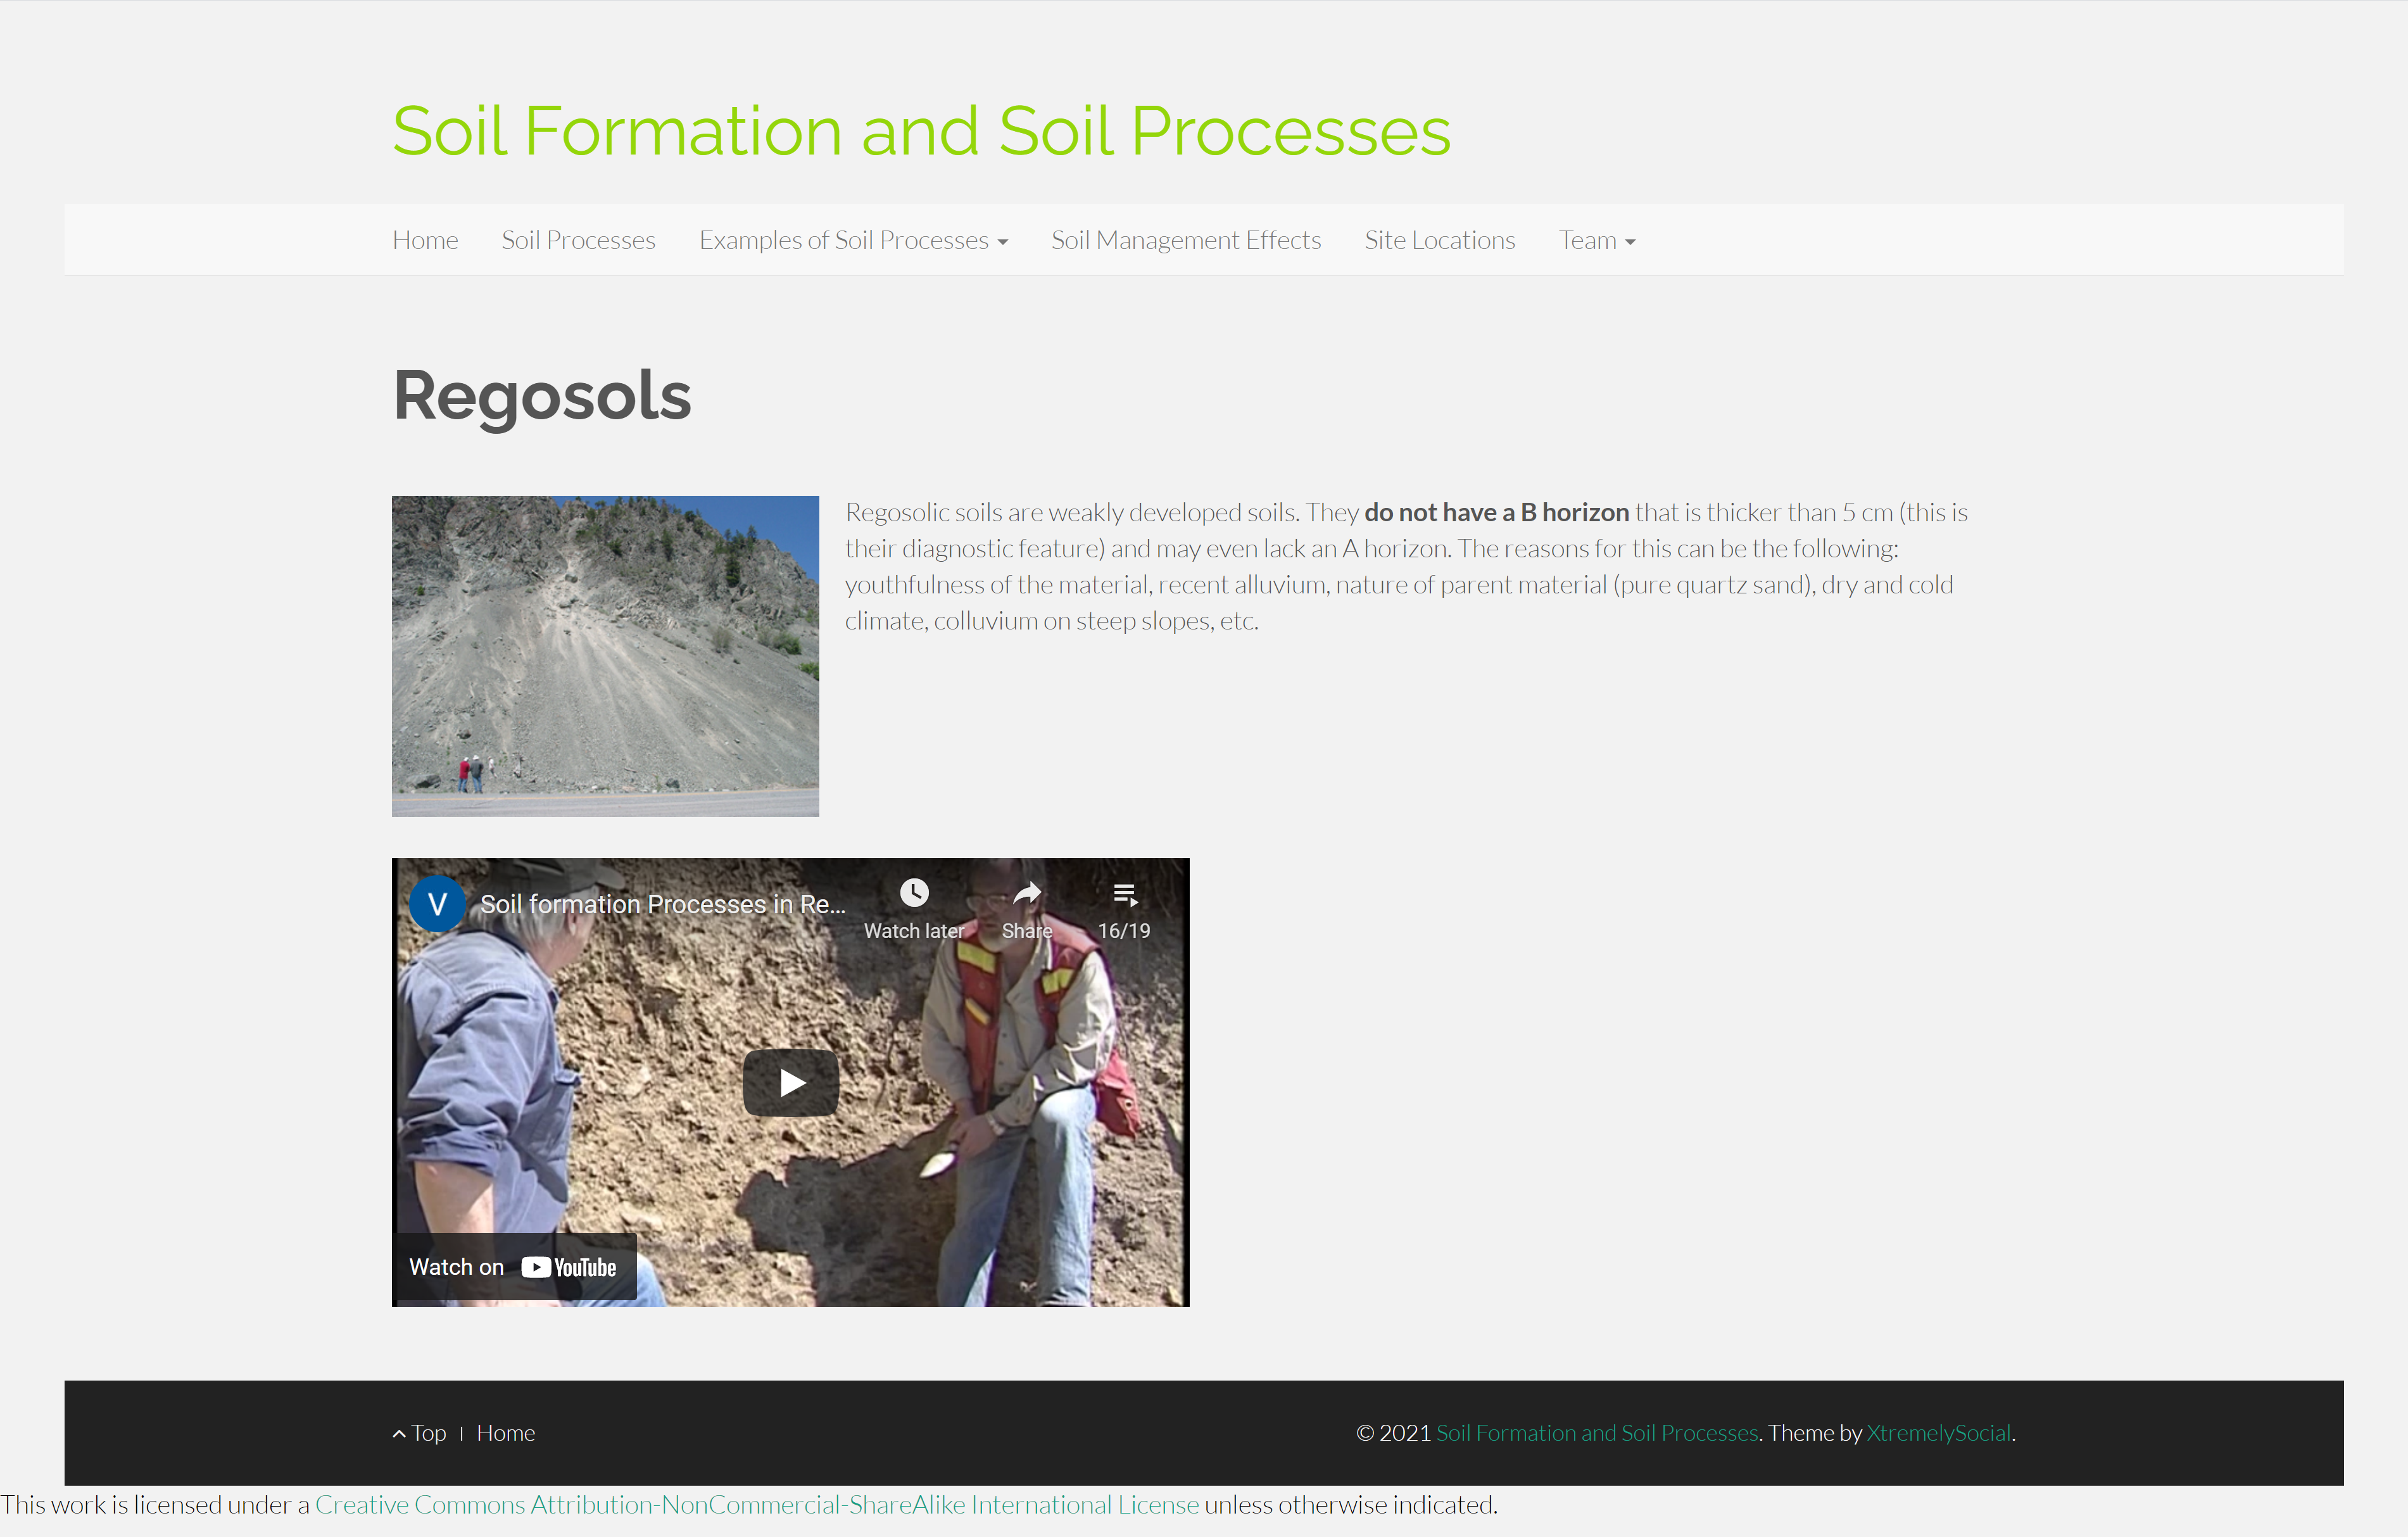 Soil Formation and Soil Processes
Home Soil Processes Examples of Soil Processes Soil Management Effects Site Locations Team
Regosols
Regosolic soils are weakly developed soils. They do not have a B horizon that is thicker than 5 cm (this is
their diagnostic feature) and may even lack an A horizon. The reasons for this can be the following:
youthfulness of the material, recent alluvium, nature of parent material (pure quartz sand), dry and cold
climate, colluvium on steep slopes, etc.
V Soil formation Processes in Re... Watch later Share 16/19
Watch on YouTube
Top | Home © 2021 Soil Formation and Soil Processes. Theme by XtremelySocial.
This work is licensed under a Creative Commons Attribution-NonCommercial-ShareAlike International License unless otherwise indicated.